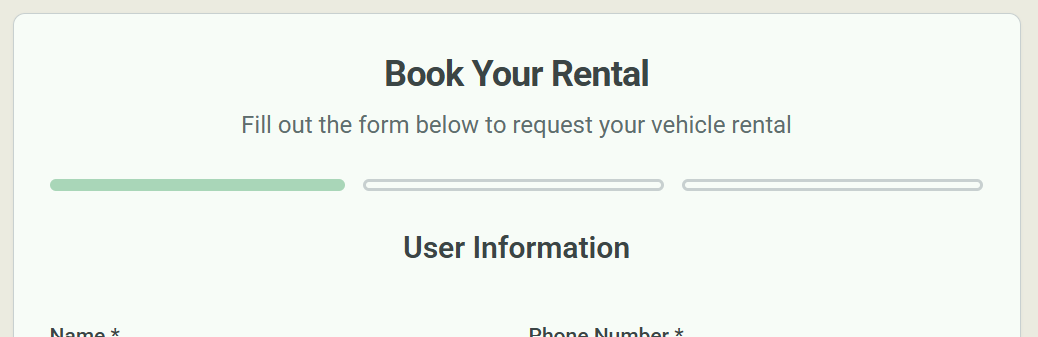 Book Your Rental
Fill out the form below to request your vehicle rental
User Information
Name * Phone Number *